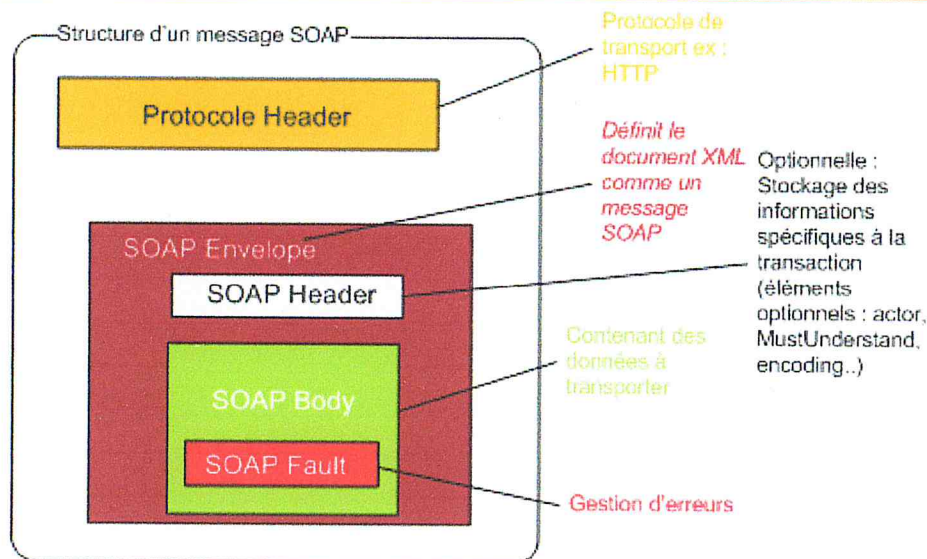 Structure d'un message SOAP
Protocole de
transport ex :
HTTP
Protocole Header
Définit le
document XML
comme un
message
SOAP
Optionnelle :
Stockage des
informations
spécifiques à la
transaction
(éléments
optionnels : actor,
MustUnderstand,
encoding..)
SOAP Envelope
SOAP Header
Contenant des
données à
transporter
SOAP Body
SOAP Fault
Gestion d'erreurs